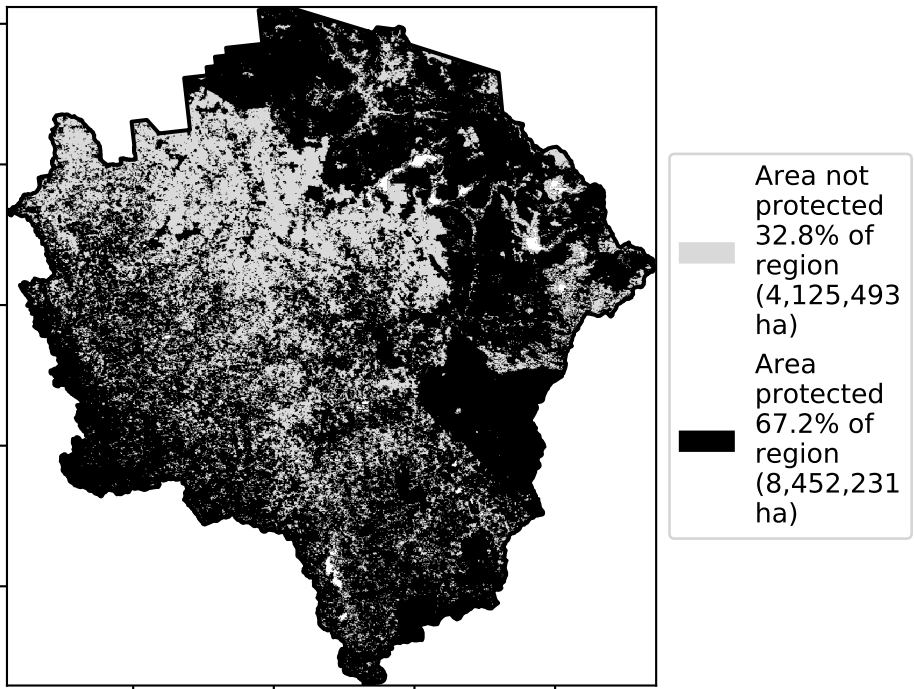 Area not
protected
32.8% of
region
(4,125,493
ha)
Area
protected
67.2% of
region
(8,452,231
ha)